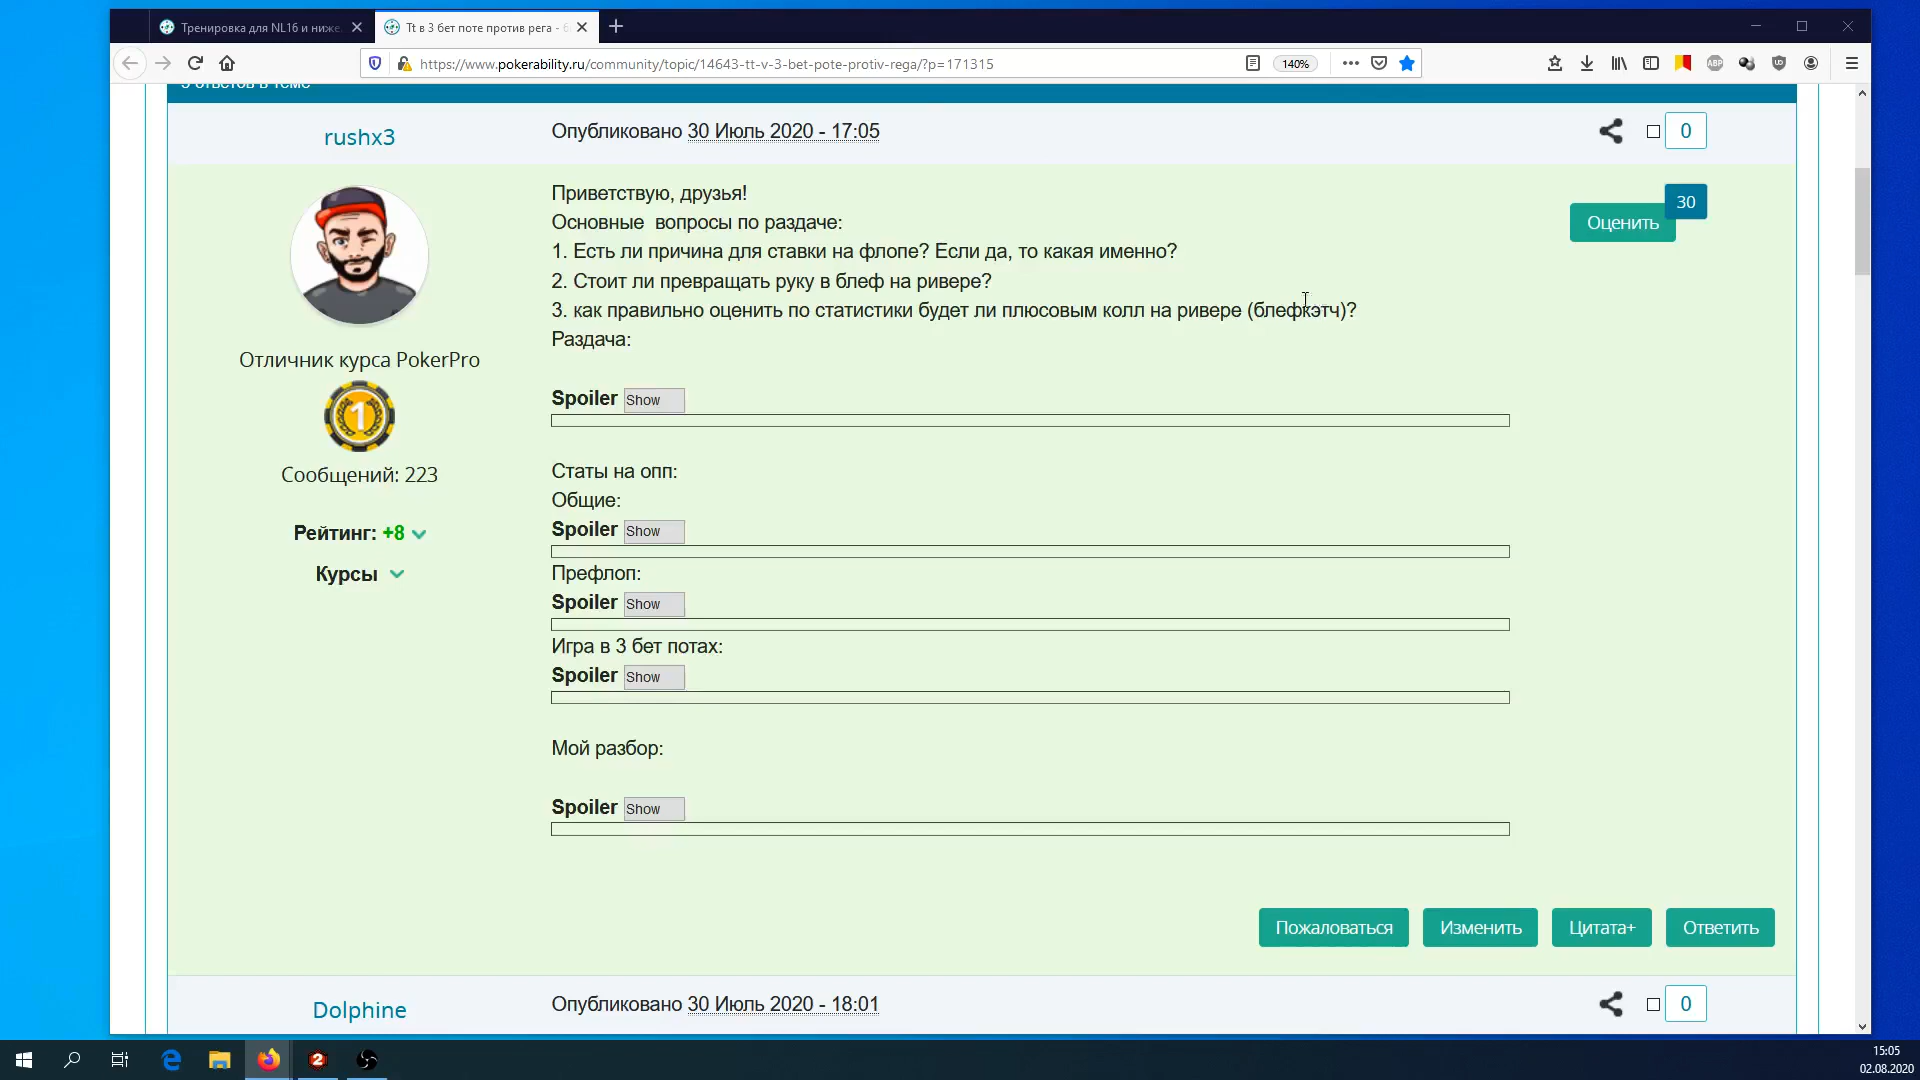 Тренировка для NL16 и ниже
Tt в 3 бет поте против рега - б
https://www.pokerability.ru/community/topic/14643-tt-v-3-bet-pote-protiv-rega/?p=171315
140%
ABP
3 ответов в теме
rushx3
Опубликовано 30 Июль 2020 - 17:05
0
Приветствую, друзья!
30
Основные вопросы по раздаче:
Оценить
1. Есть ли причина для ставки на флопе? Если да, то какая именно?
2. Стоит ли превращать руку в блеф на ривере?
3. как правильно оценить по статистики будет ли плюсовым колл на ривере (блефкэтч)?
Раздача:
Отличник курса PokerPro
1
Spoiler Show
Сообщений: 223
Статы на опп:
Общие:
Spoiler Show
Рейтинг: +8
Префлоп:
Курсы
Spoiler Show
Игра в 3 бет потах:
Spoiler Show
Мой разбор:
Spoiler Show
Пожаловаться
Изменить
Цитата+
Ответить
Dolphine
Опубликовано 30 Июль 2020 - 18:01
0
2
15:05
02.08.2020